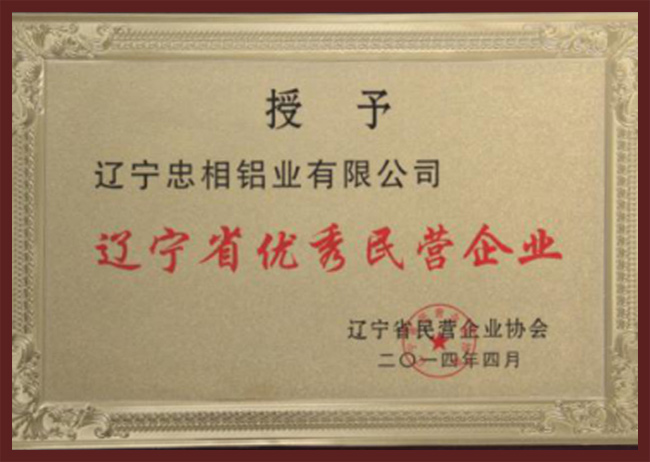 授 予
辽宁忠相铝业有限公司
辽宁省优秀民营企业
辽宁省民营企业协会
二〇一四年四月